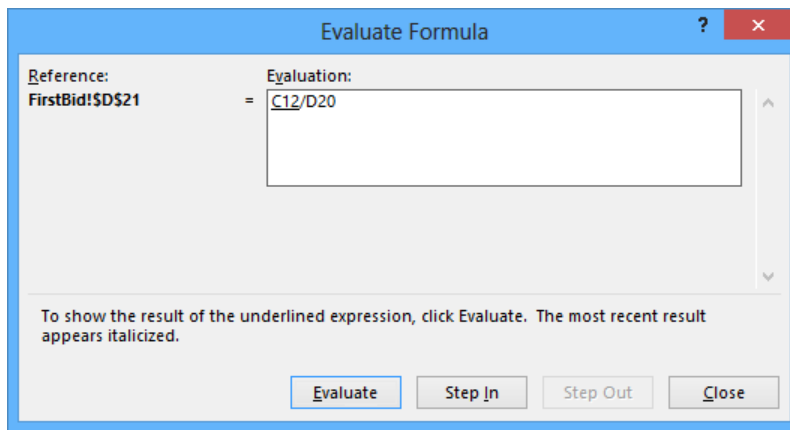 Evaluate Formula
?
×
Reference:
Evaluation:
FirstBid!$D$21
=
C12/D20
To show the result of the underlined expression, click Evaluate.  The most recent result
appears italicized.
Evaluate
Step In
Step Out
Close